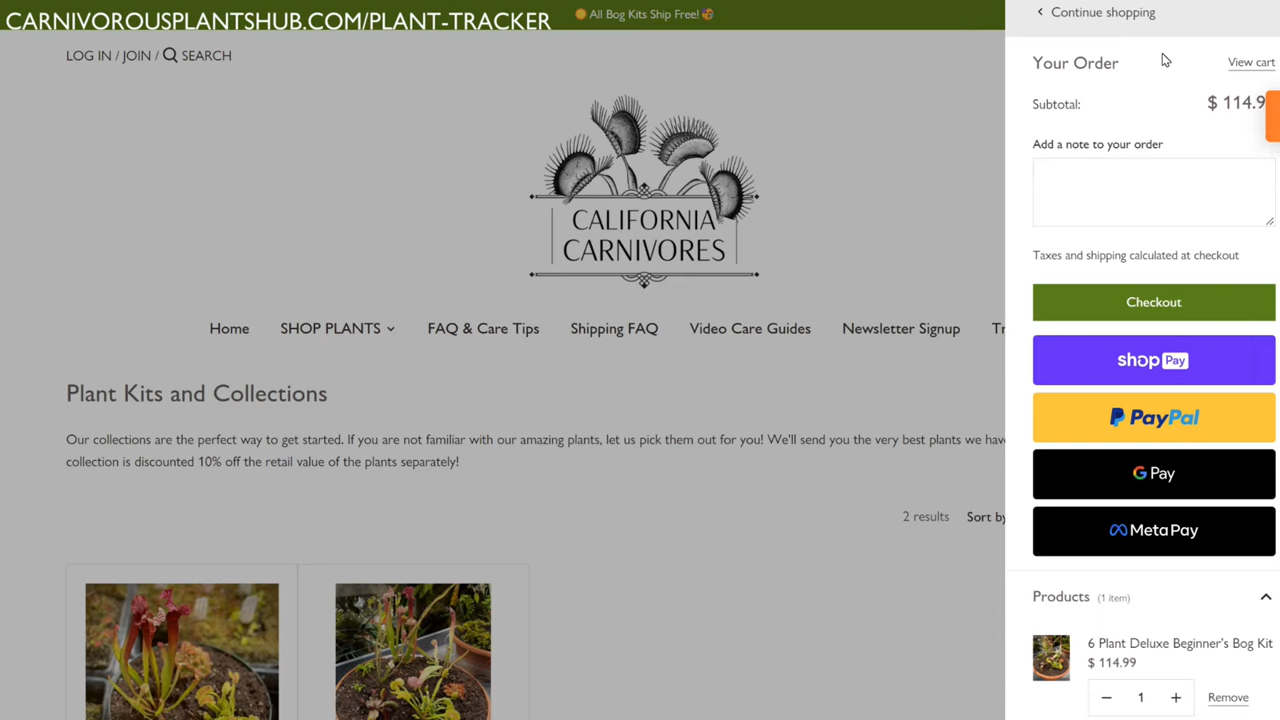 CARNIVOROUSPLANTSHUB.COM/PLANT-TRACKER
All Bog Kits Ship Free!
LOG IN / JOIN / SEARCH
CALIFORNIA
CARNIVORES
Home SHOP PLANTS FAQ & Care Tips Shipping FAQ Video Care Guides Newsletter Signup Tr
Plant Kits and Collections
Our collections are the perfect way to get started. If you are not familiar with our amazing plants, let us pick them out for you! We'll send you the very best plants we have
collection is discounted 10% off the retail value of the plants separately!
2 results Sort by
Continue shopping
Your Order View cart
Subtotal: $ 114.9
Add a note to your order
Taxes and shipping calculated at checkout
Checkout
shop Pay
PayPal
G Pay
Meta Pay
Products (1 item)
6 Plant Deluxe Beginner's Bog Kit
$ 114.99
− 1 + Remove